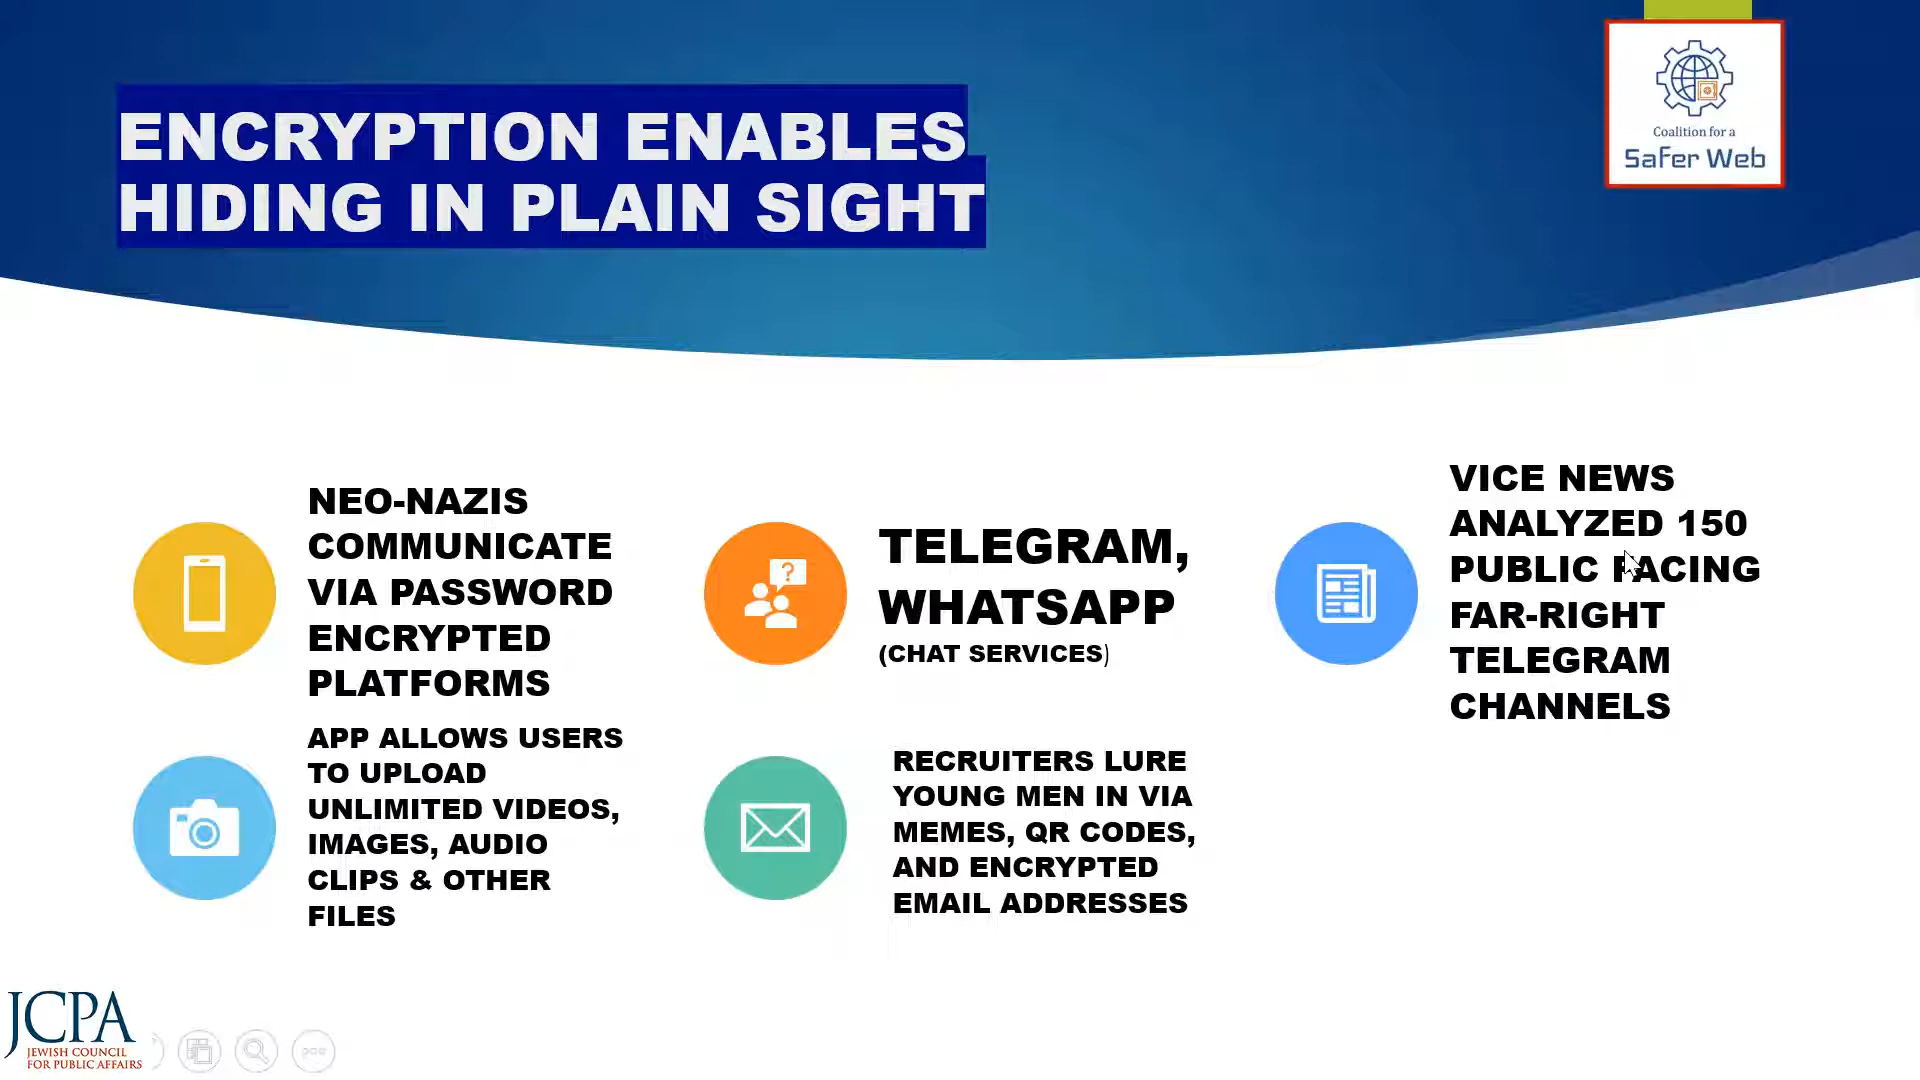 ENCRYPTION ENABLES
HIDING IN PLAIN SIGHT
Coalition for a
Safer Web
NEO-NAZIS
COMMUNICATE
VIA PASSWORD
ENCRYPTED
PLATFORMS
TELEGRAM,
WHATSAPP
(CHAT SERVICES)
VICE NEWS
ANALYZED 150
PUBLIC FACING
FAR-RIGHT
TELEGRAM
CHANNELS
APP ALLOWS USERS
TO UPLOAD
UNLIMITED VIDEOS,
IMAGES, AUDIO
CLIPS & OTHER
FILES
RECRUITERS LURE
YOUNG MEN IN VIA
MEMES, QR CODES,
AND ENCRYPTED
EMAIL ADDRESSES
JCPA
JEWISH COUNCIL
FOR PUBLIC AFFAIRS